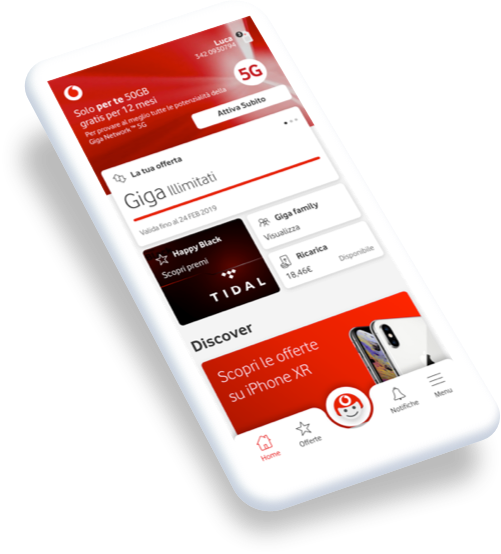 Luca
342 0930794
5G
Solo per te 50GB
gratis per 12 mesi
Per provare al meglio tutte le potenzialità della
Giga Network™ 5G
Attiva Subito
La tua offerta
Giga Illimitati
Valida fino al 24 FEB 2019
Happy Black
Scopri premi
TIDAL
Giga family
Visualizza
Ricarica
18,46€
Disponibile
Discover
Scopri le offerte
su iPhone XR
Home
Offerte
Notifiche
Menu